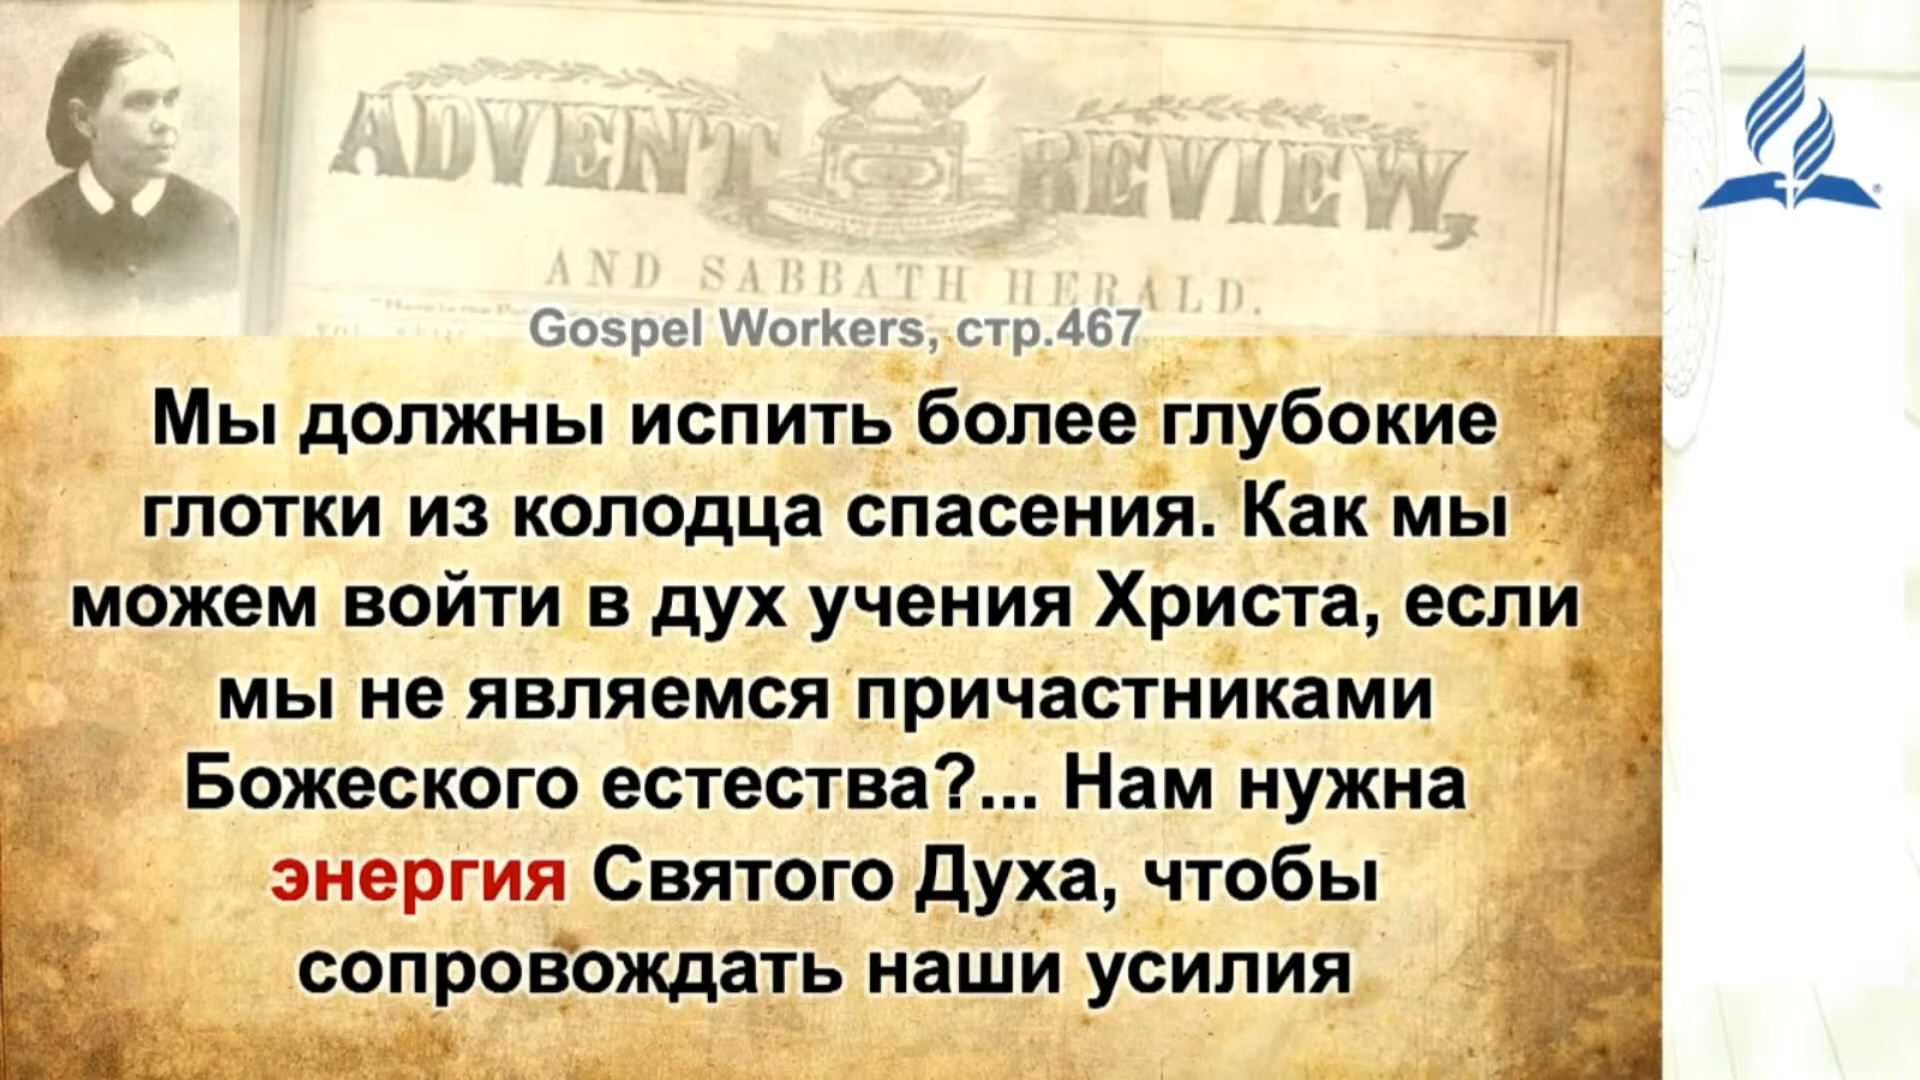 ADVENT REVIEW,
AND SABBATH HERALD.
Gospel Workers, стр.467
Мы должны испить более глубокие
глотки из колодца спасения. Как мы
можем войти в дух учения Христа, если
мы не являемся причастниками
Божеского естества?... Нам нужна
энергия Святого Духа, чтобы
сопровождать наши усилия
®